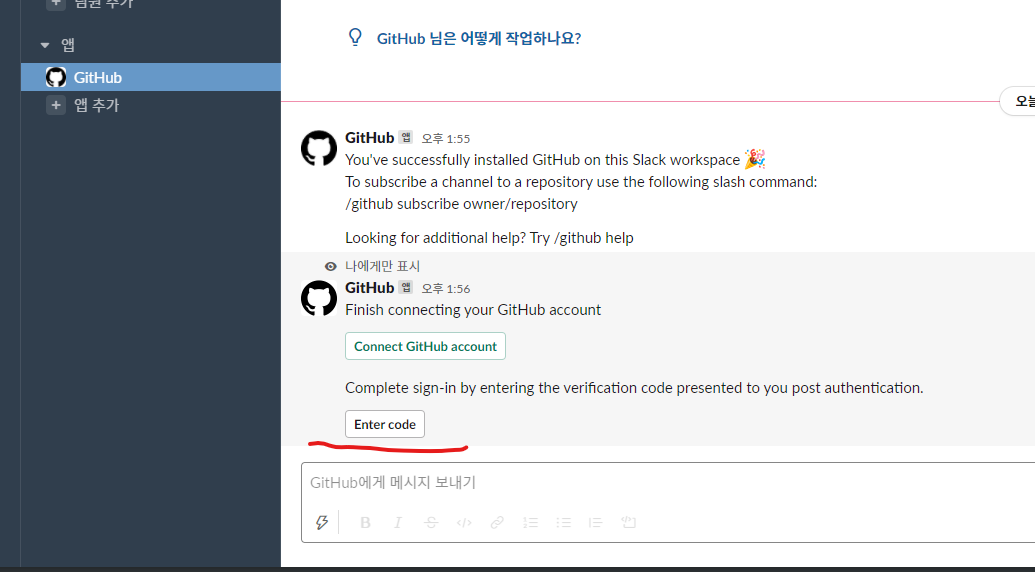 팀원 추가
앱
GitHub
앱 추가
GitHub 님은 어떻게 작업하나요?
GitHub 앱 오후 1:55
You've successfully installed GitHub on this Slack workspace 🎉
To subscribe a channel to a repository use the following slash command:
/github subscribe owner/repository
Looking for additional help? Try /github help
나에게만 표시
GitHub 앱 오후 1:56
Finish connecting your GitHub account
Connect GitHub account
Complete sign-in by entering the verification code presented to you post authentication.
Enter code
GitHub에게 메시지 보내기
B I S </>